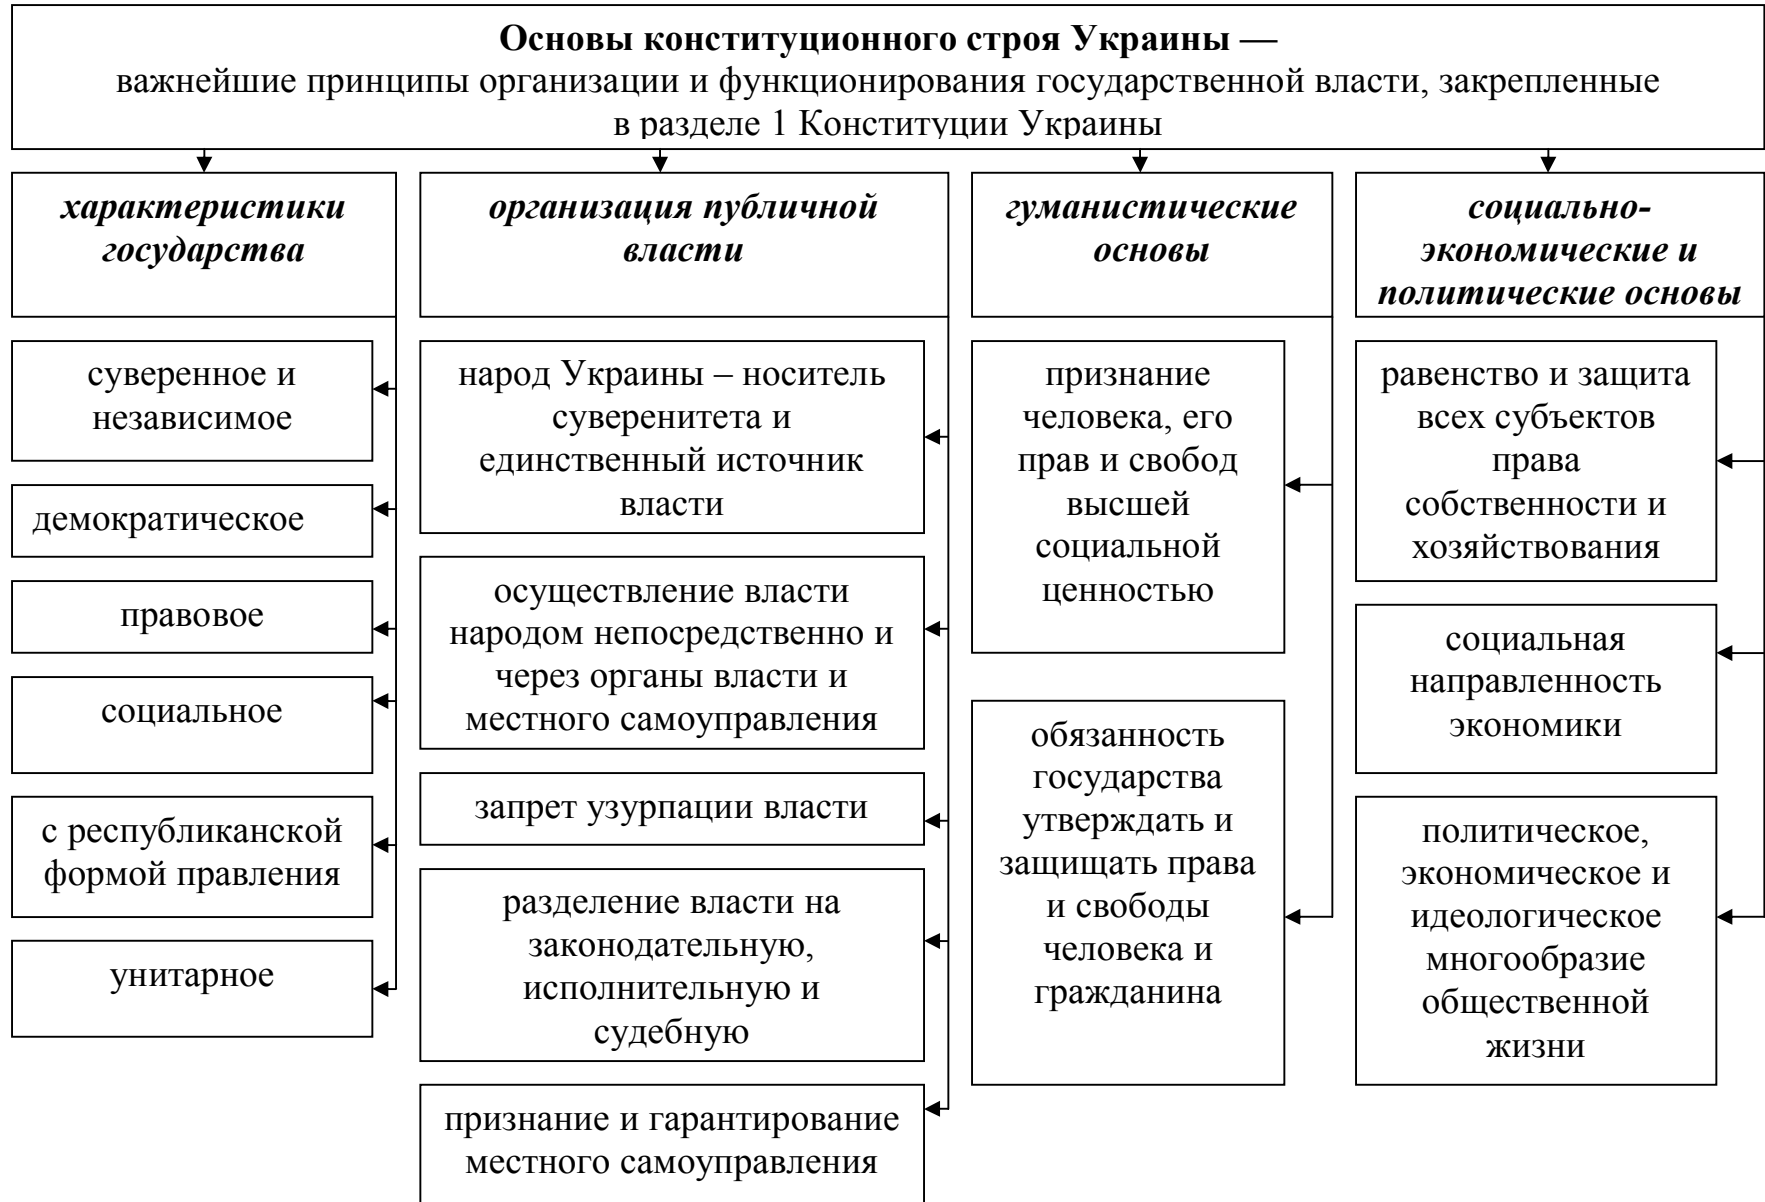 Основы конституционного строя Украины —
важнейшие принципы организации и функционирования государственной власти, закрепленные
в разделе 1 Конституции Украины
характеристики
государства
суверенное и
независимое
демократическое
правовое
социальное
с республиканской
формой правления
унитарное
организация публичной
власти
народ Украины – носитель
суверенитета и
единственный источник
власти
осуществление власти
народом непосредственно и
через органы власти и
местного самоуправления
запрет узурпации власти
разделение власти на
законодательную,
исполнительную и
судебную
признание и гарантирование
местного самоуправления
гуманистические
основы
признание
человека, его
прав и свобод
высшей
социальной
ценностью
обязанность
государства
утверждать и
защищать права
и свободы
человека и
гражданина
социально-
экономические и
политические основы
равенство и защита
всех субъектов
права
собственности и
хозяйствования
социальная
направленность
экономики
политическое,
экономическое и
идеологическое
многообразие
общественной
жизни